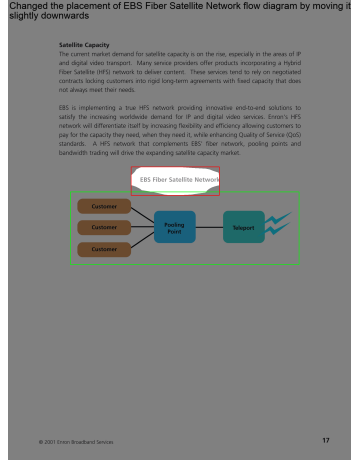 Changed the placement of EBS Fiber Satellite Network flow diagram by moving it
slightly downwards
Satellite Capacity
The current market demand for satellite capacity is on the rise, especially in the areas of IP
and digital video transport. Many service providers offer products incorporating a Hybrid
Fiber Satellite (HFS) network to deliver content. These services tend to rely on negotiated
contracts locking customers into rigid long-term agreements with fixed capacity that does
not always meet their needs.
EBS is implementing a true HFS network providing innovative end-to-end solutions to
satisfy the increasing worldwide demand for IP and digital video services. Enron's HFS
network will differentiate itself by increasing flexibility and efficiency allowing customers to
pay for the capacity they need, when they need it, while enhancing Quality of Service (QoS)
standards. A HFS network that complements EBS' fiber network, pooling points and
bandwidth trading will drive the expanding satellite capacity market.
EBS Fiber Satellite Network
Customer
Customer
Customer
Pooling
Point
Teleport
© 2001 Enron Broadband Services
17